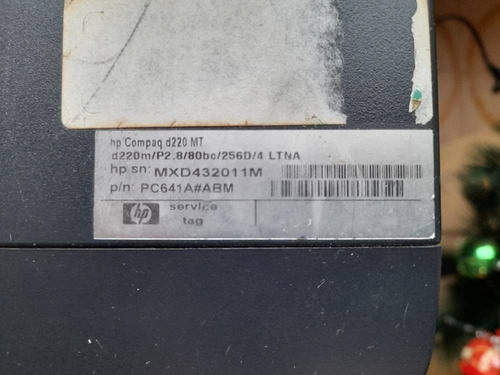 hp Compaq d220 MT
d220m/P2.8/80bc/256D/4 LTNA
hp sn: MXD432011M
p/n: PC641A#ABM
hp service
tag